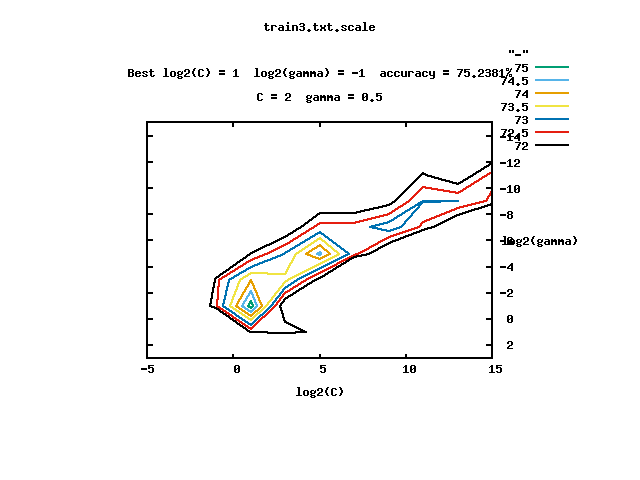 train3.txt.scale
"-"
Best log2(C) = 1  log2(gamma) = -1  accuracy = 75.2381%
75
74.5
C = 2  gamma = 0.5
74
73.5
73
72.5
72
-14
-12
-10
-8
-6
log2(gamma)
-4
-2
0
2
-5 0 5 10 15
log2(C)